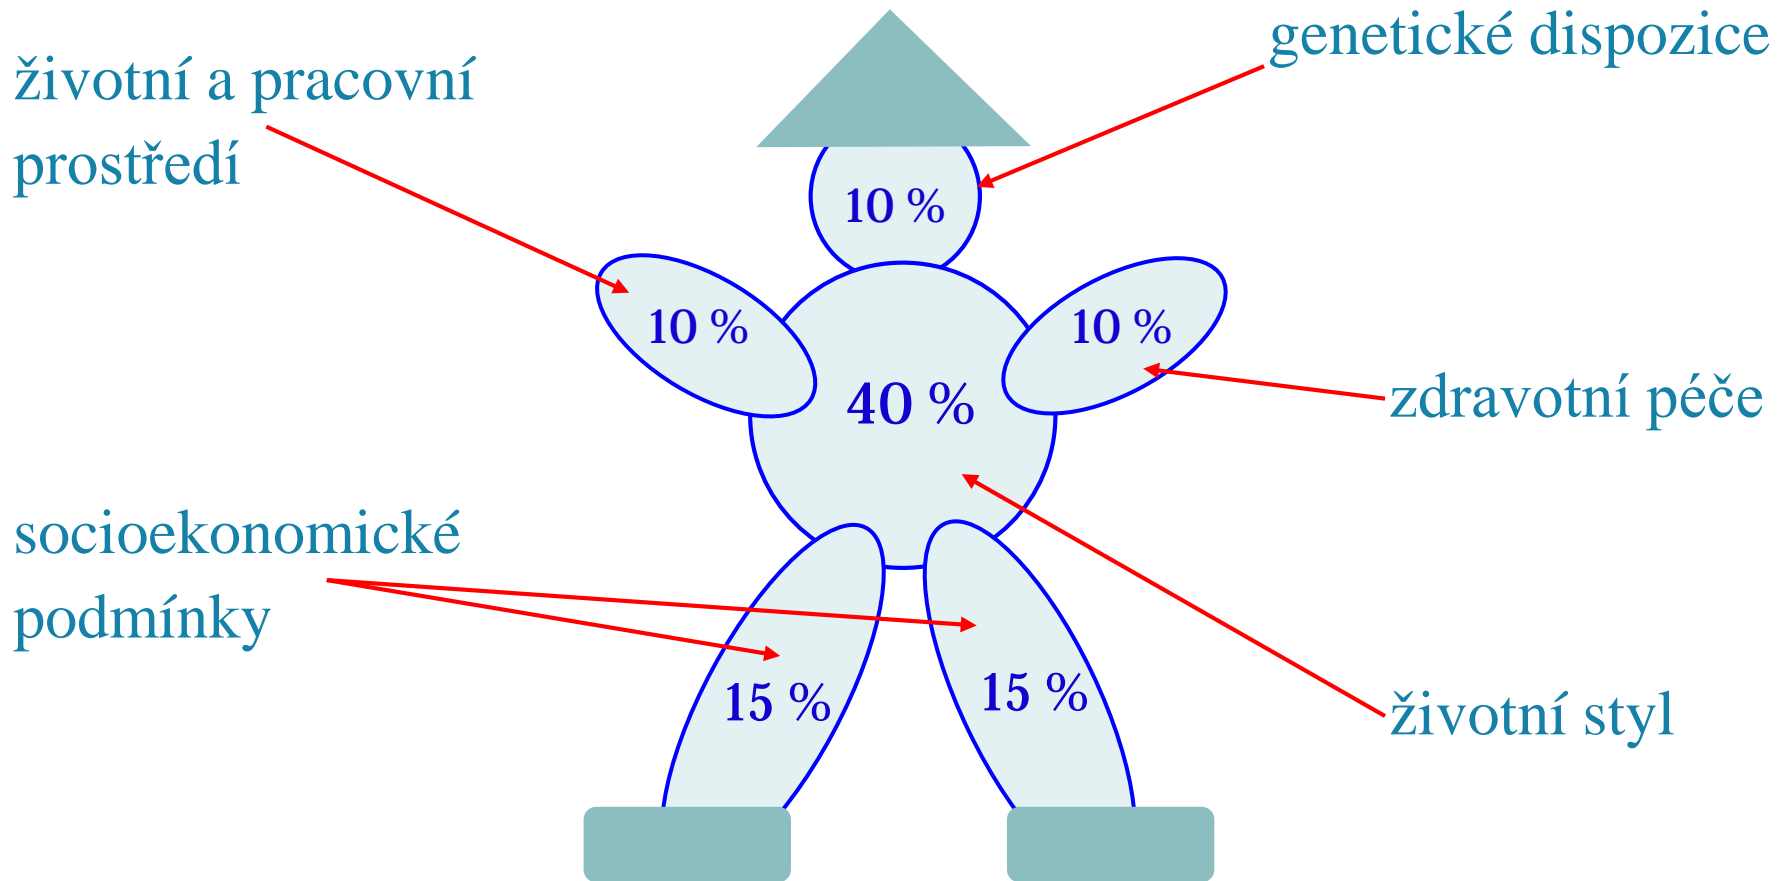 genetické dispozice
životní a pracovní
prostředí
10 %
10 %
10 %
40 %
zdravotní péče
socioekonomické
podmínky
15 %
15 %
životní styl